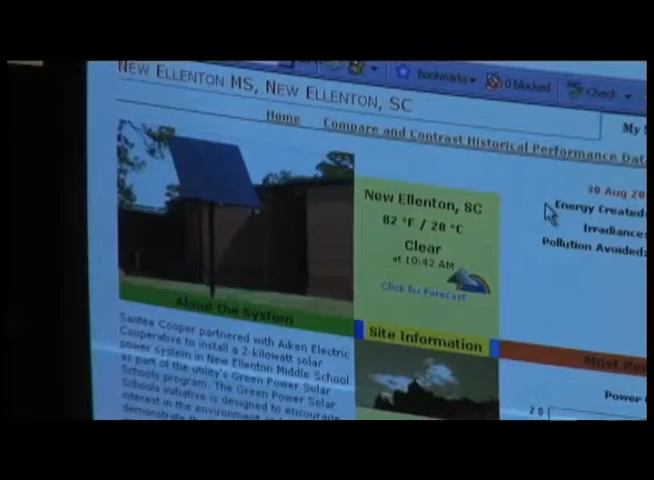 Bookmarks
0 blocked
Check
NEW ELLENTON MS, NEW ELLENTON, SC
My
Home
Compare and Contrast Historical Performance Dat
30 Aug 20
Energy Created:
Irradiance:
Pollution Avoided:
New Ellenton, SC
82 °F / 28 °C
Clear
at 10:42 AM
Click for Forecast
About the System
Santee Cooper partnered with Aiken Electric
Cooperative to install a 2-kilowatt solar
power system in New Ellenton Middle School
as part of the utility's Green Power Solar
Schools program. The Green Power Solar
Schools initiative is designed to encourage
interest in the environment
demonstrate
Site Information
Most Re
Power
20